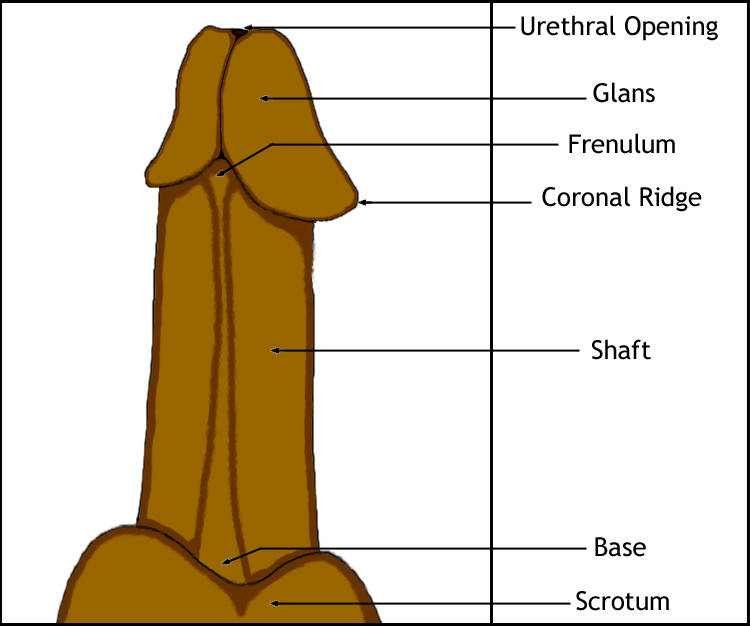 Urethral Opening
Glans
Frenulum
Coronal Ridge
Shaft
Base
Scrotum